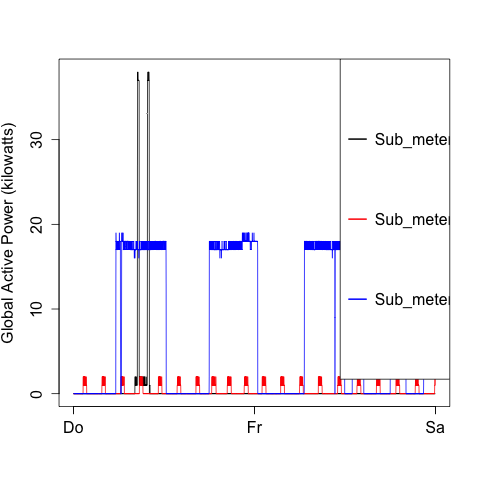 Global Active Power (kilowatts)
30
20
10
0
Do Fr Sa
Sub_meter
Sub_meter
Sub_meter